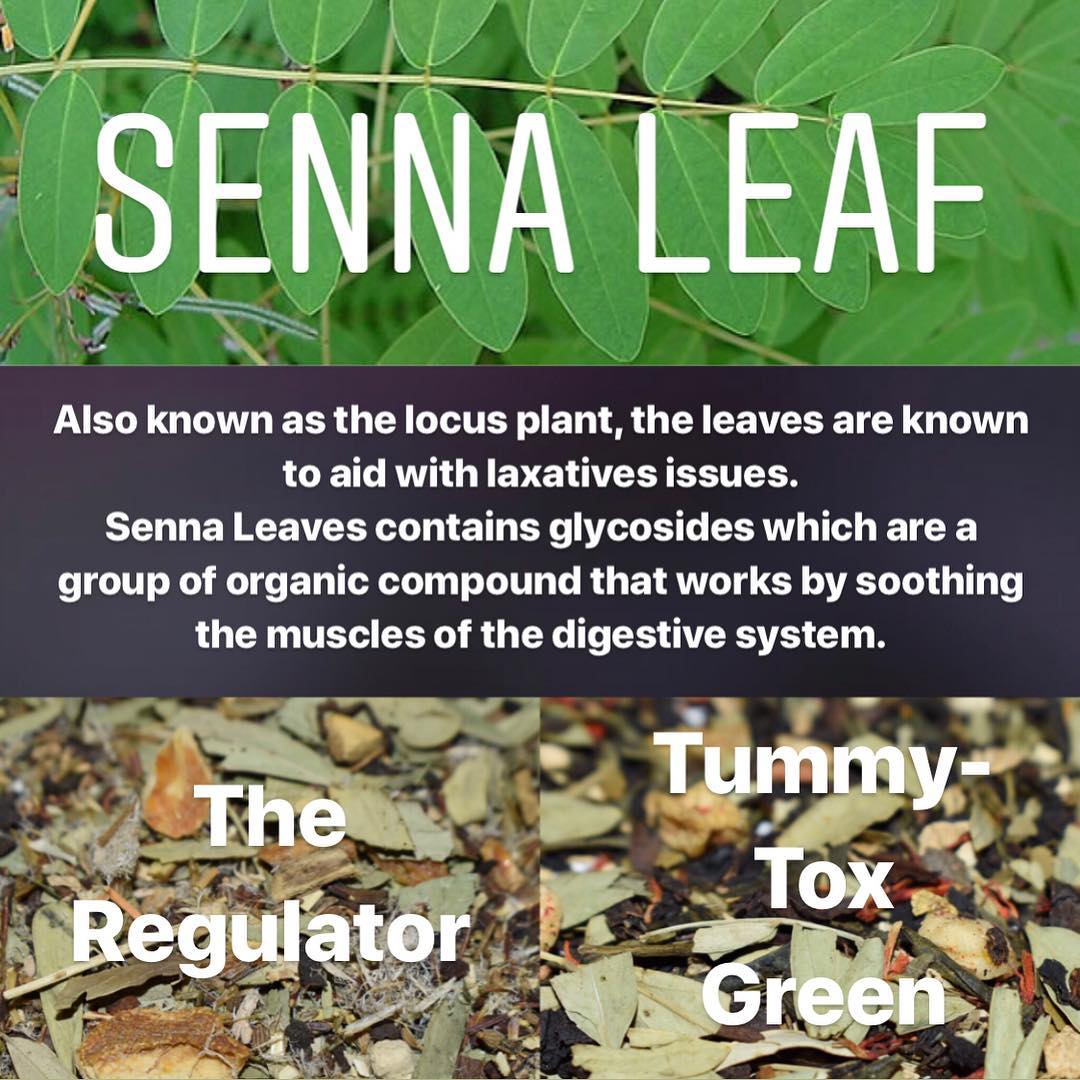 SENNA LEAF
Also known as the locus plant, the leaves are known
to aid with laxatives issues.
Senna Leaves contains glycosides which are a
group of organic compound that works by soothing
the muscles of the digestive system.
The
Regulator
Tummy-
Tox
Green